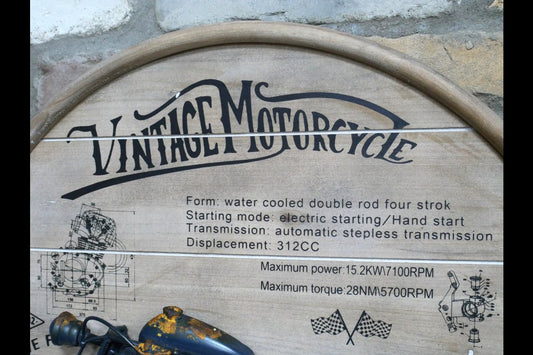 VINTAGE MOTORCYCLE
Form: water cooled double rod four strok
Starting mode: electric starting/Hand start
Transmission: automatic stepless transmission
Displacement: 312CC
Maximum power:15.2KW\7100RPM
Maximum torque:28NM\5700RPM